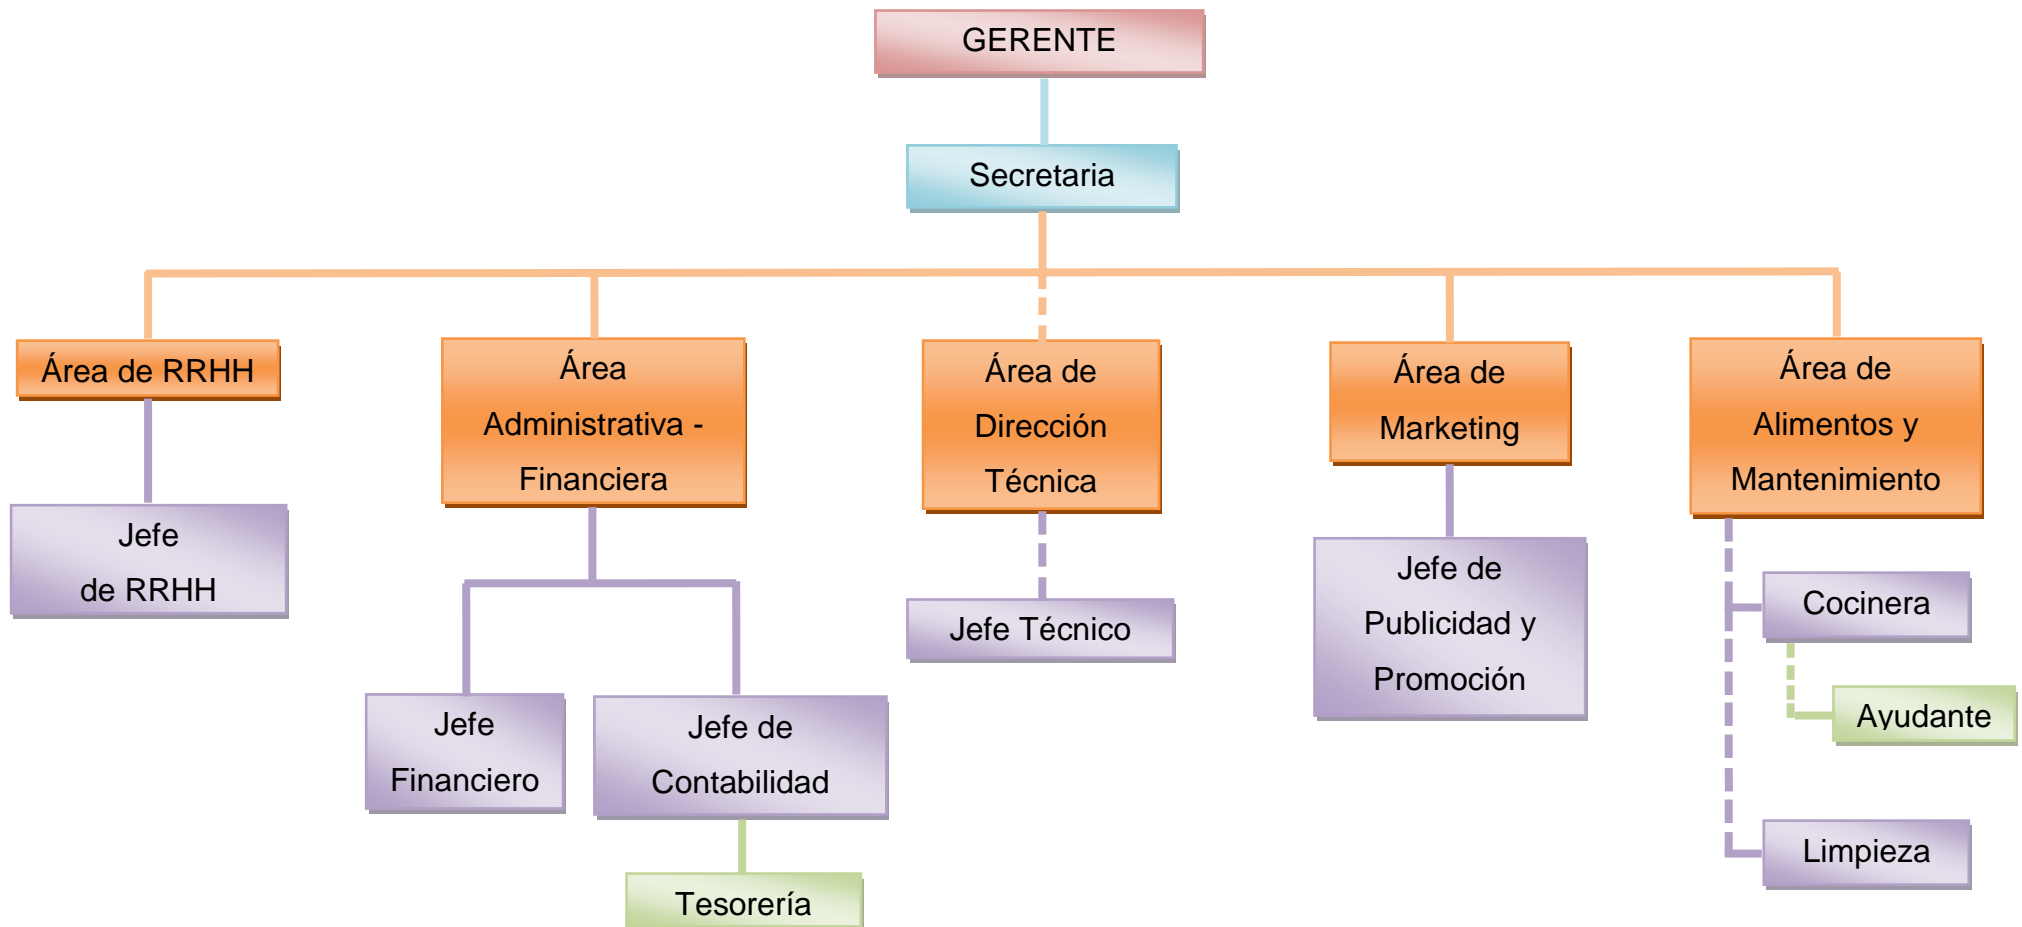 GERENTE
Secretaria
Área de RRHH
Jefe
de RRHH
Área
Administrativa -
Financiera
Jefe
Financiero
Jefe de
Contabilidad
Tesorería
Área de
Dirección
Técnica
Jefe Técnico
Área de
Marketing
Jefe de
Publicidad y
Promoción
Área de
Alimentos y
Mantenimiento
Cocinera
Ayudante
Limpieza